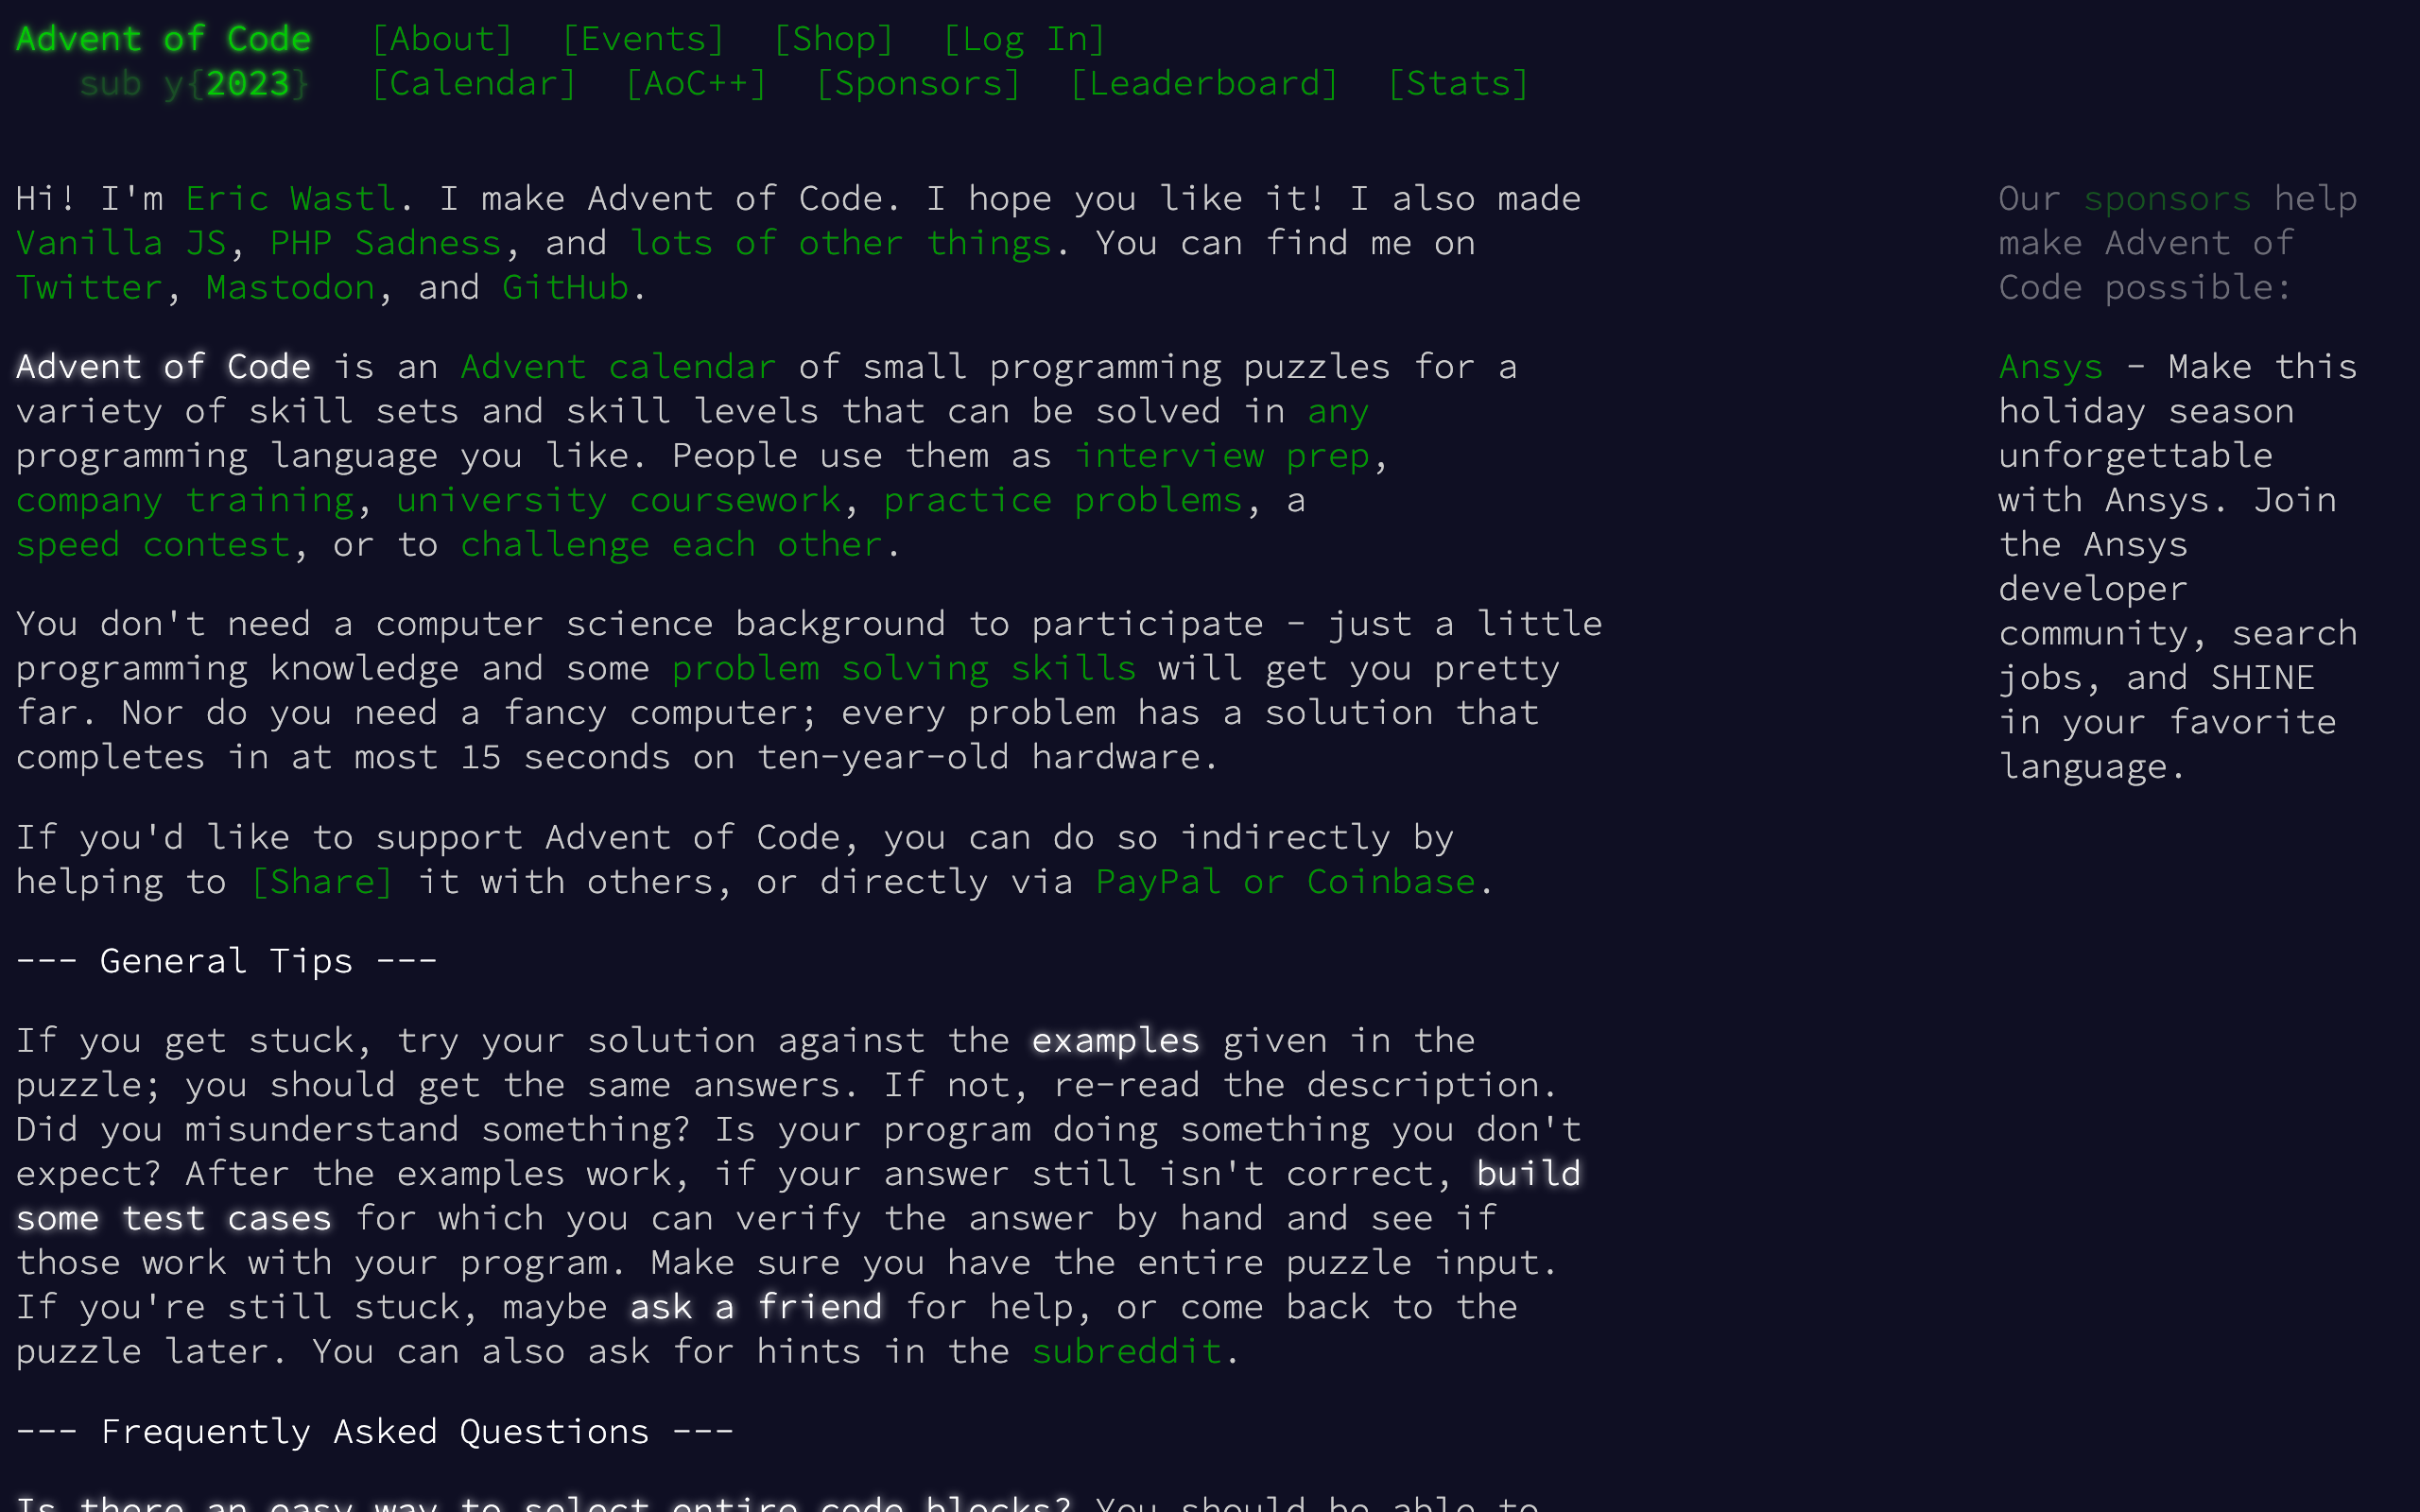 Advent of Code [About] [Events] [Shop] [Log In]
sub y{2023} [Calendar] [AoC++] [Sponsors] [Leaderboard] [Stats]
Hi! I'm Eric Wastl. I make Advent of Code. I hope you like it! I also made
Vanilla JS, PHP Sadness, and lots of other things. You can find me on
Twitter, Mastodon, and GitHub.
Advent of Code is an Advent calendar of small programming puzzles for a
variety of skill sets and skill levels that can be solved in any
programming language you like. People use them as interview prep,
company training, university coursework, practice problems, a
speed contest, or to challenge each other.
You don't need a computer science background to participate - just a little
programming knowledge and some problem solving skills will get you pretty
far. Nor do you need a fancy computer; every problem has a solution that
completes in at most 15 seconds on ten-year-old hardware.
If you'd like to support Advent of Code, you can do so indirectly by
helping to [Share] it with others, or directly via PayPal or Coinbase.
--- General Tips ---
If you get stuck, try your solution against the examples given in the
puzzle; you should get the same answers. If not, re-read the description.
Did you misunderstand something? Is your program doing something you don't
expect? After the examples work, if your answer still isn't correct, build
some test cases for which you can verify the answer by hand and see if
those work with your program. Make sure you have the entire puzzle input.
If you're still stuck, maybe ask a friend for help, or come back to the
puzzle later. You can also ask for hints in the subreddit.
--- Frequently Asked Questions ---
Is there an easy way to select entire code blocks? You should be able to
Our sponsors help
make Advent of
Code possible:
Ansys - Make this
holiday season
unforgettable
with Ansys. Join
the Ansys
developer
community, search
jobs, and SHINE
in your favorite
language.